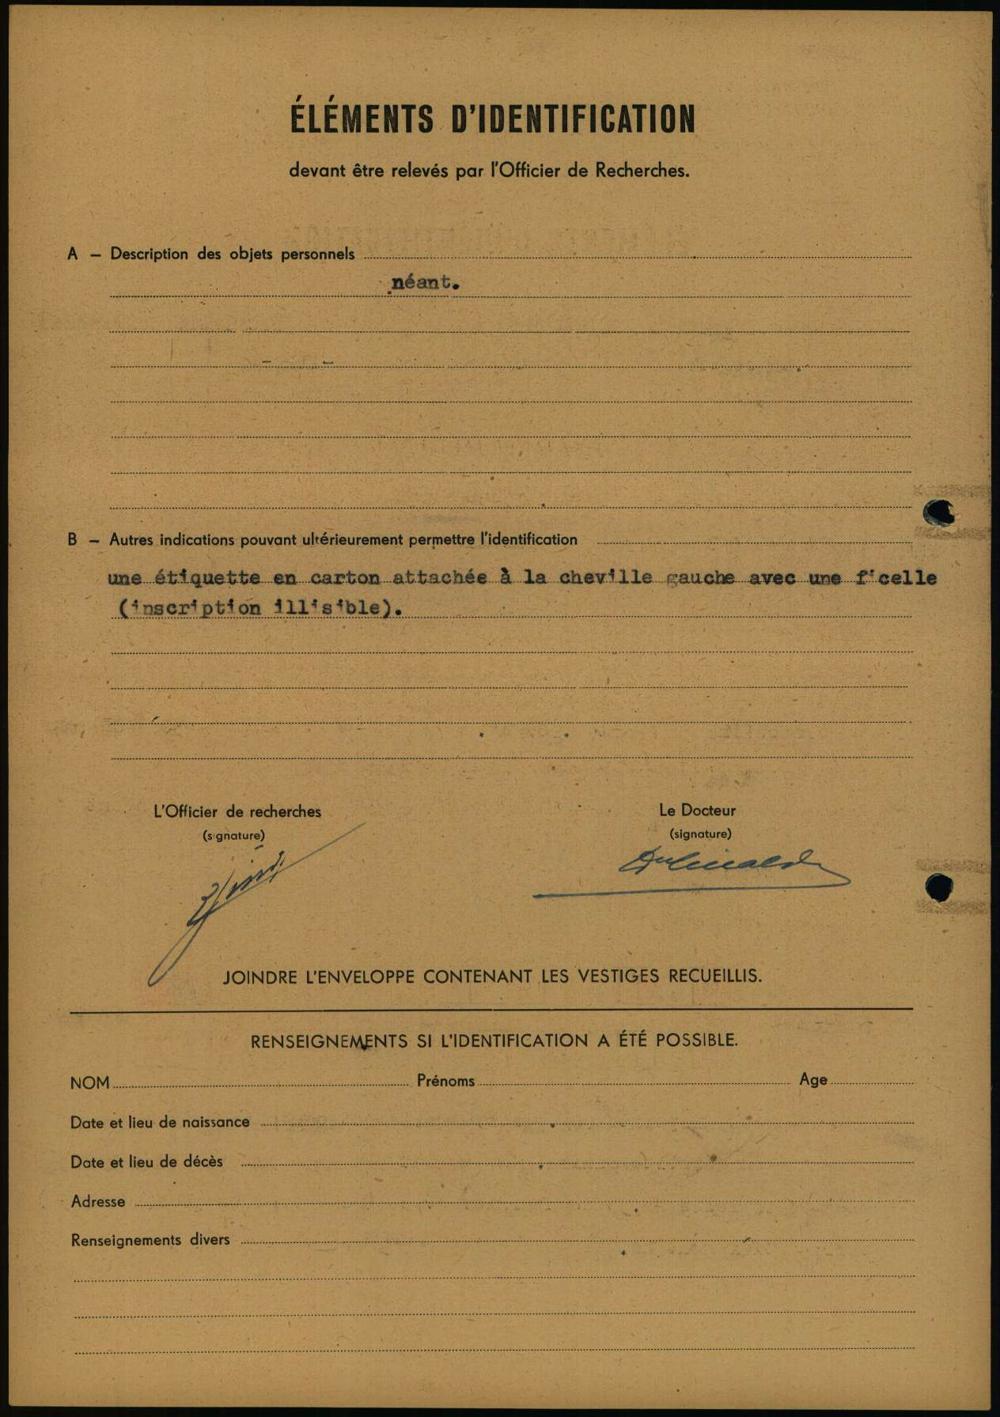 ÉLÉMENTS D'IDENTIFICATION
devant être relevés par l'Officier de Recherches.
A — Description des objets personnels
néant.
B — Autres indications pouvant ultérieurement permettre l'identification
une étiquette en carton attachée à la cheville gauche avec une ficelle
(inscription illisible).
L'Officier de recherches
(signature)
Le Docteur
(signature)
JOINDRE L'ENVELOPPE CONTENANT LES VESTIGES RECUEILLIS.
RENSEIGNEMENTS SI L'IDENTIFICATION A ÉTÉ POSSIBLE.
NOM Prénoms Age
Date et lieu de naissance
Date et lieu de décès
Adresse
Renseignements divers